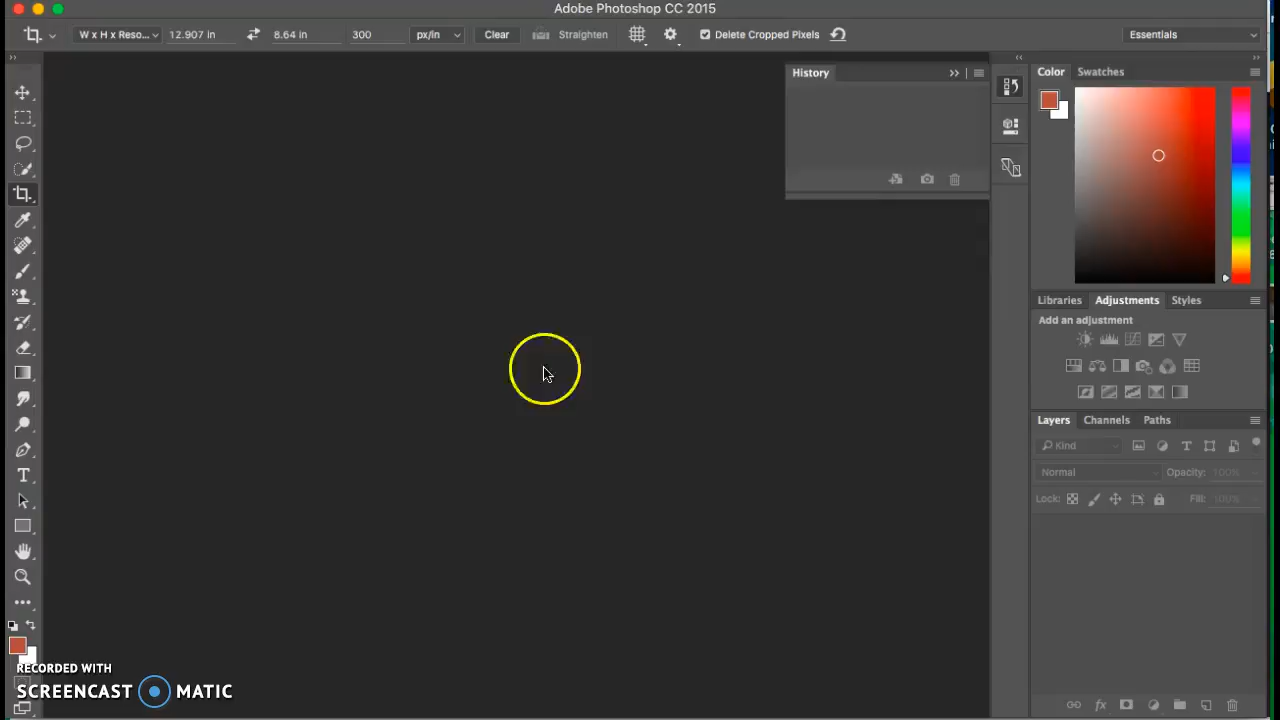 Adobe Photoshop CC 2015
W x H x Reso... 12.907 in 8.64 in 300 px/in Clear Straighten Delete Cropped Pixels Essentials
History
Color Swatches
Libraries Adjustments Styles
Add an adjustment
Layers Channels Paths
Kind
Normal Opacity: 100%
Lock: Fill: 100%
RECORDED WITH
SCREENCAST MATIC